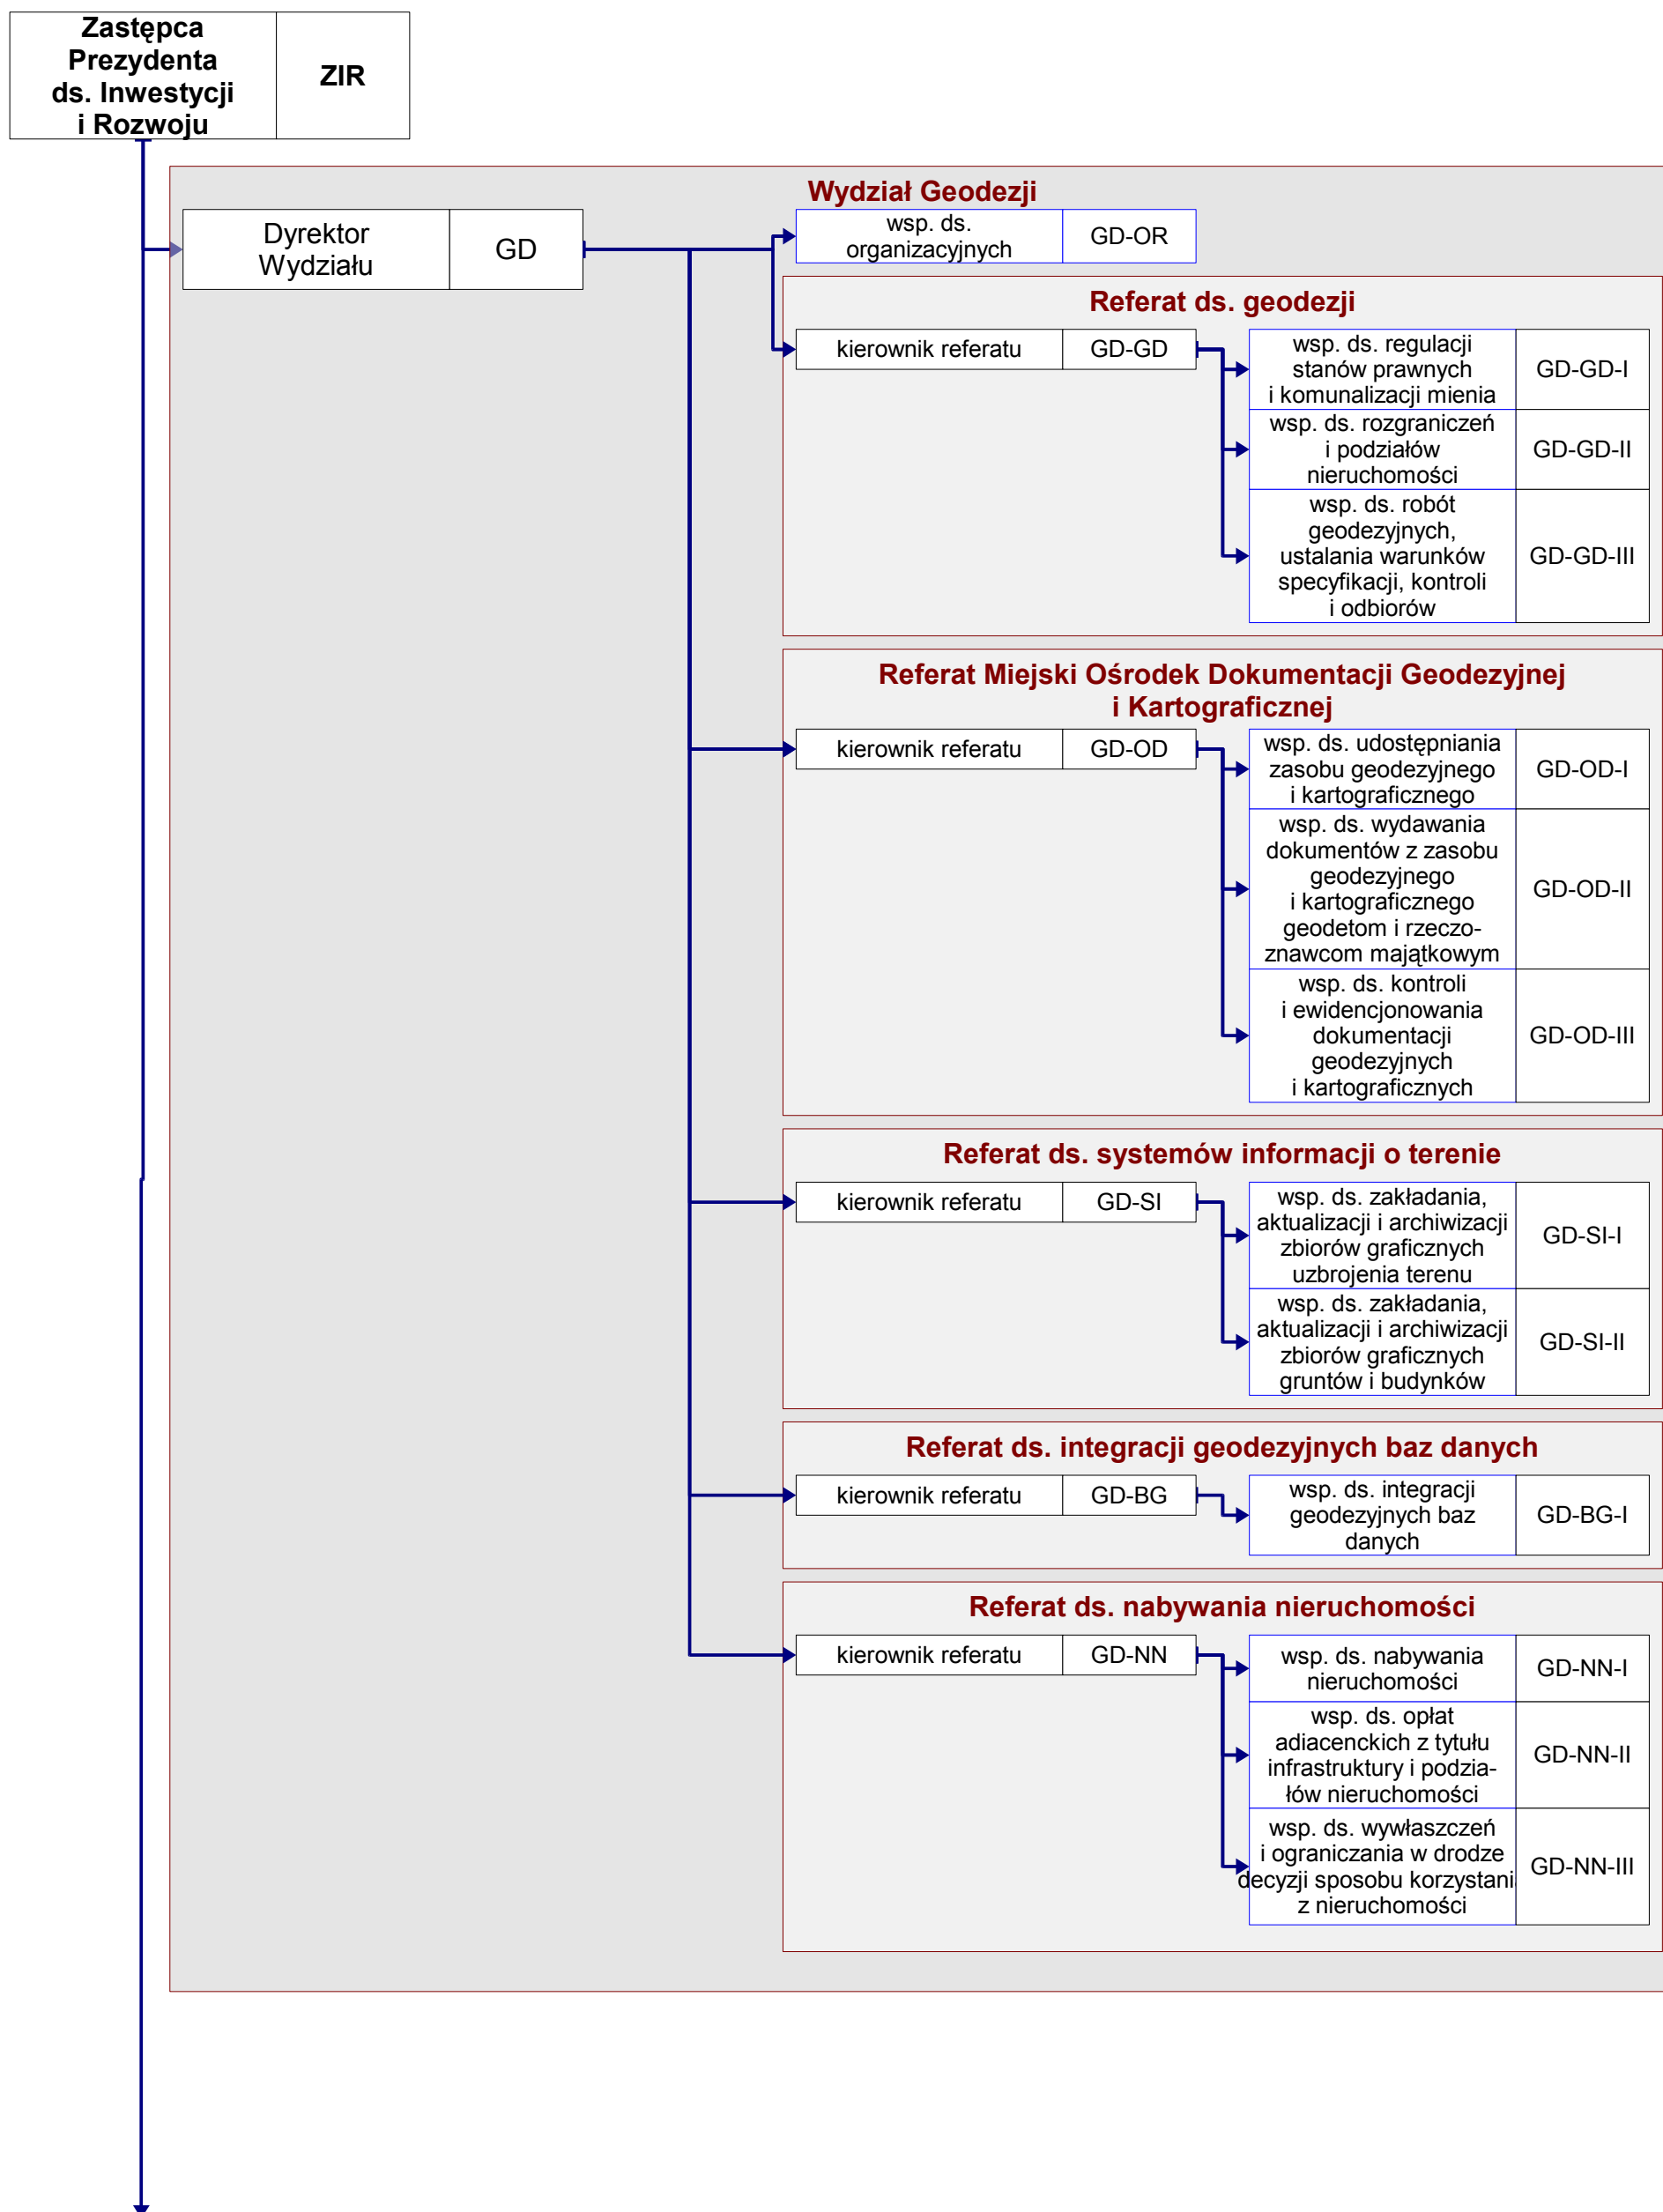 Zastępca
Prezydenta
ds. Inwestycji
i Rozwoju
ZIR
Wydział Geodezji
Dyrektor
Wydziału
GD
wsp. ds.
organizacyjnych
GD-OR
Referat ds. geodezji
kierownik referatu
GD-GD
wsp. ds. regulacji
stanów prawnych
i komunalizacji mienia
GD-GD-I
wsp. ds. rozgraniczeń
i podziałów
nieruchomości
GD-GD-II
wsp. ds. robót
geodezyjnych,
ustalania warunków
specyfikacji, kontroli
i odbiorów
GD-GD-III
Referat Miejski Ośrodek Dokumentacji Geodezyjnej
i Kartograficznej
kierownik referatu
GD-OD
wsp. ds. udostępniania
zasobu geodezyjnego
i kartograficznego
GD-OD-I
wsp. ds. wydawania
dokumentów z zasobu
geodezyjnego
i kartograficznego
geodetom i rzeczo-
znawcom majątkowym
GD-OD-II
wsp. ds. kontroli
i ewidencjonowania
dokumentacji
geodezyjnych
i kartograficznych
GD-OD-III
Referat ds. systemów informacji o terenie
kierownik referatu
GD-SI
wsp. ds. zakładania,
aktualizacji i archiwizacji
zbiorów graficznych
uzbrojenia terenu
GD-SI-I
wsp. ds. zakładania,
aktualizacji i archiwizacji
zbiorów graficznych
gruntów i budynków
GD-SI-II
Referat ds. integracji geodezyjnych baz danych
kierownik referatu
GD-BG
wsp. ds. integracji
geodezyjnych baz
danych
GD-BG-I
Referat ds. nabywania nieruchomości
kierownik referatu
GD-NN
wsp. ds. nabywania
nieruchomości
GD-NN-I
wsp. ds. opłat
adiacenckich z tytułu
infrastruktury i podzia-
łów nieruchomości
GD-NN-II
wsp. ds. wywłaszczeń
i ograniczania w drodze
decyzji sposobu korzystani
z nieruchomości
GD-NN-III